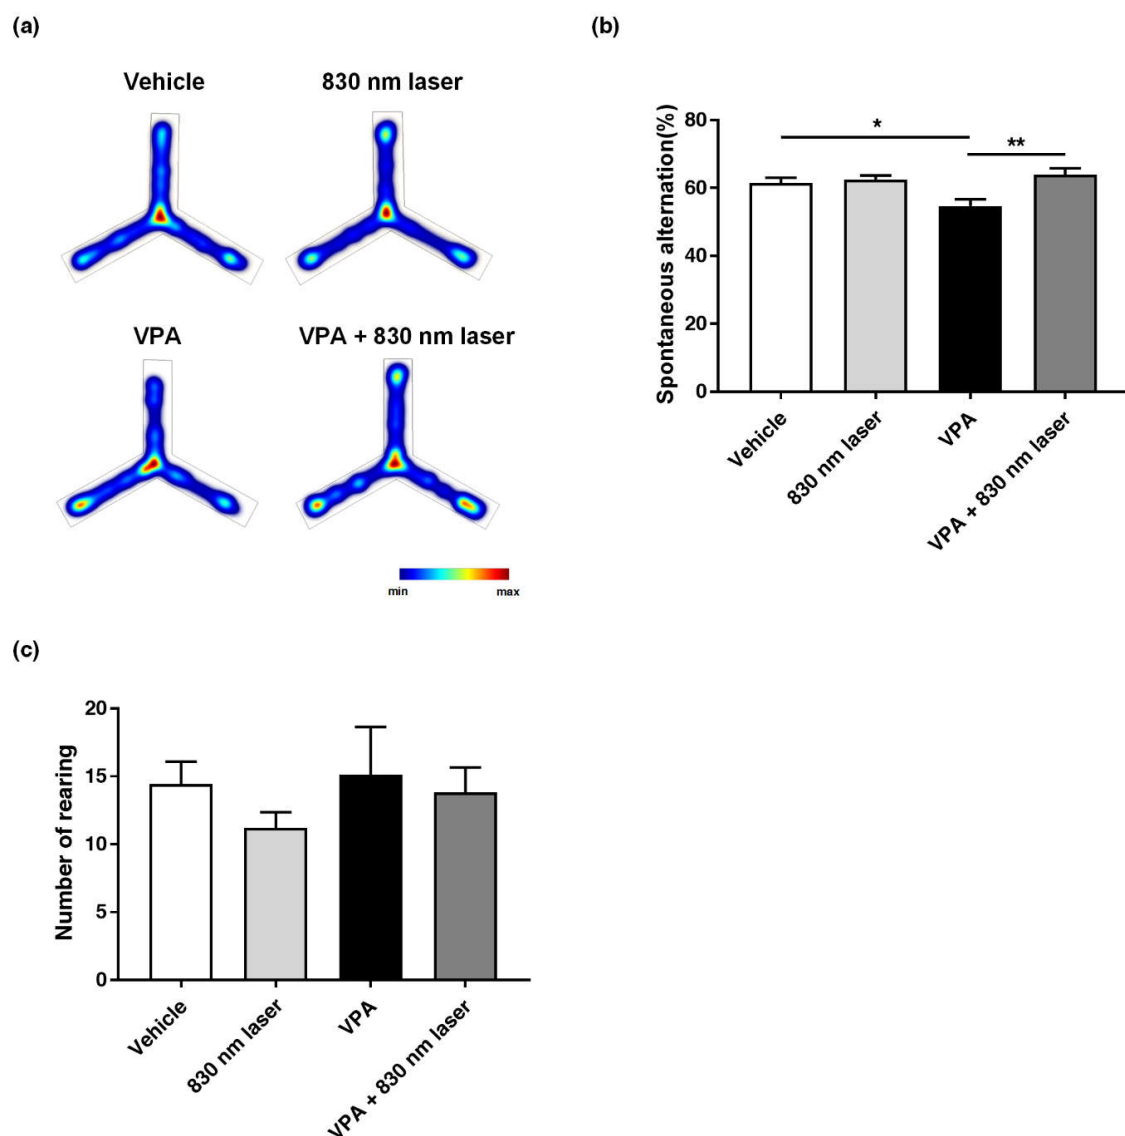 (a)
Vehicle
830 nm laser
VPA
VPA + 830 nm laser
min
max
(b)
Spontaneous alternation(%)
80
60
40
20
0
*
**
Vehicle
830 nm laser
VPA
VPA + 830 nm laser
(c)
Number of rearing
20
15
10
5
0
Vehicle
830 nm laser
VPA
VPA + 830 nm laser